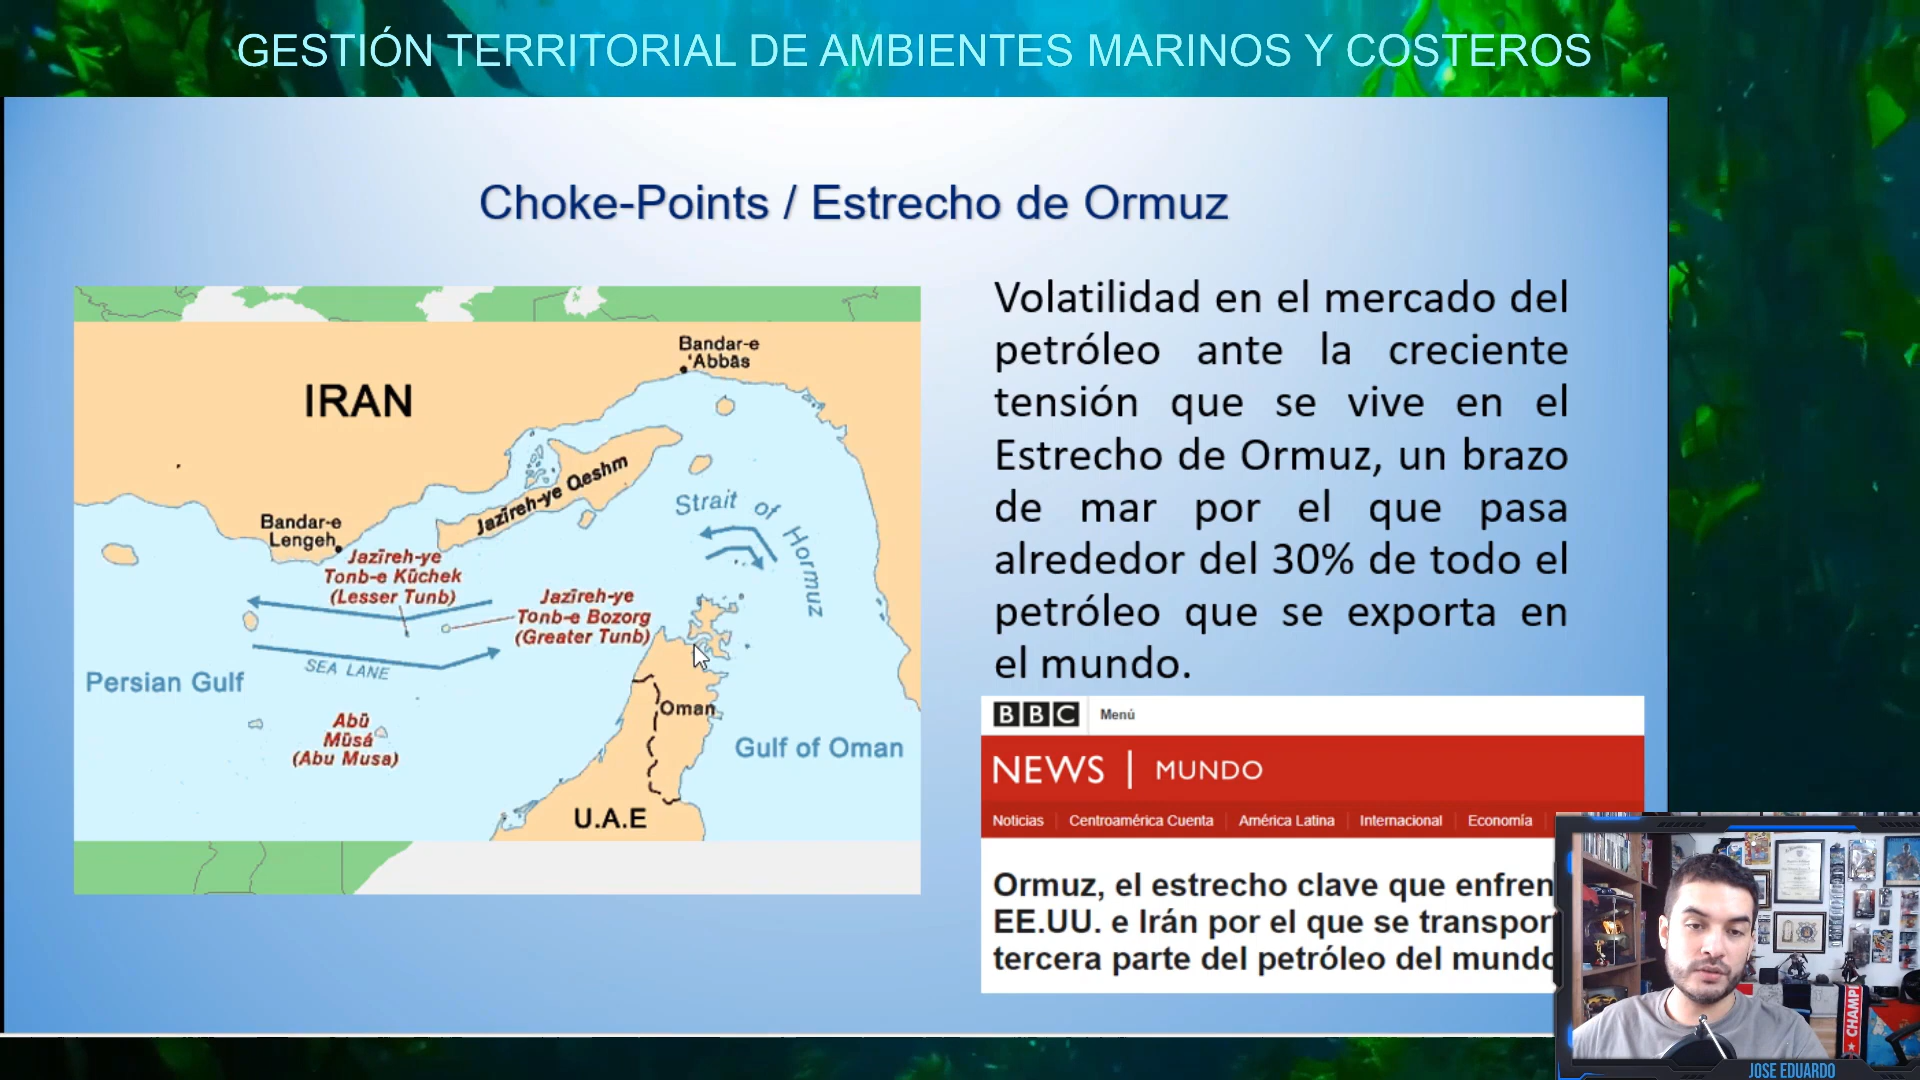 GESTIÓN TERRITORIAL DE AMBIENTES MARINOS Y COSTEROS
Choke-Points / Estrecho de Ormuz
Bandar-e
'Abbās
IRAN
Jazīreh-ye Qeshm
Strait of Hormuz
Bandar-e
Lengeh
Jazīreh-ye
Tonb-e Kūchek
(Lesser Tunb)
Jazīreh-ye
Tonb-e Bozorg
(Greater Tunb)
SEA LANE
Persian Gulf
Abū
Mūsá
(Abu Musa)
Oman
Gulf of Oman
U.A.E
Volatilidad en el mercado del
petróleo ante la creciente
tensión que se vive en el
Estrecho de Ormuz, un brazo
de mar por el que pasa
alrededor del 30% de todo el
petróleo que se exporta en
el mundo.
BBC Menú
NEWS | MUNDO
Noticias Centroamérica Cuenta América Latina Internacional Economía
Ormuz, el estrecho clave que enfren
EE.UU. e Irán por el que se transpor
tercera parte del petróleo del mundo
CHAMPI
JOSE EDUARDO